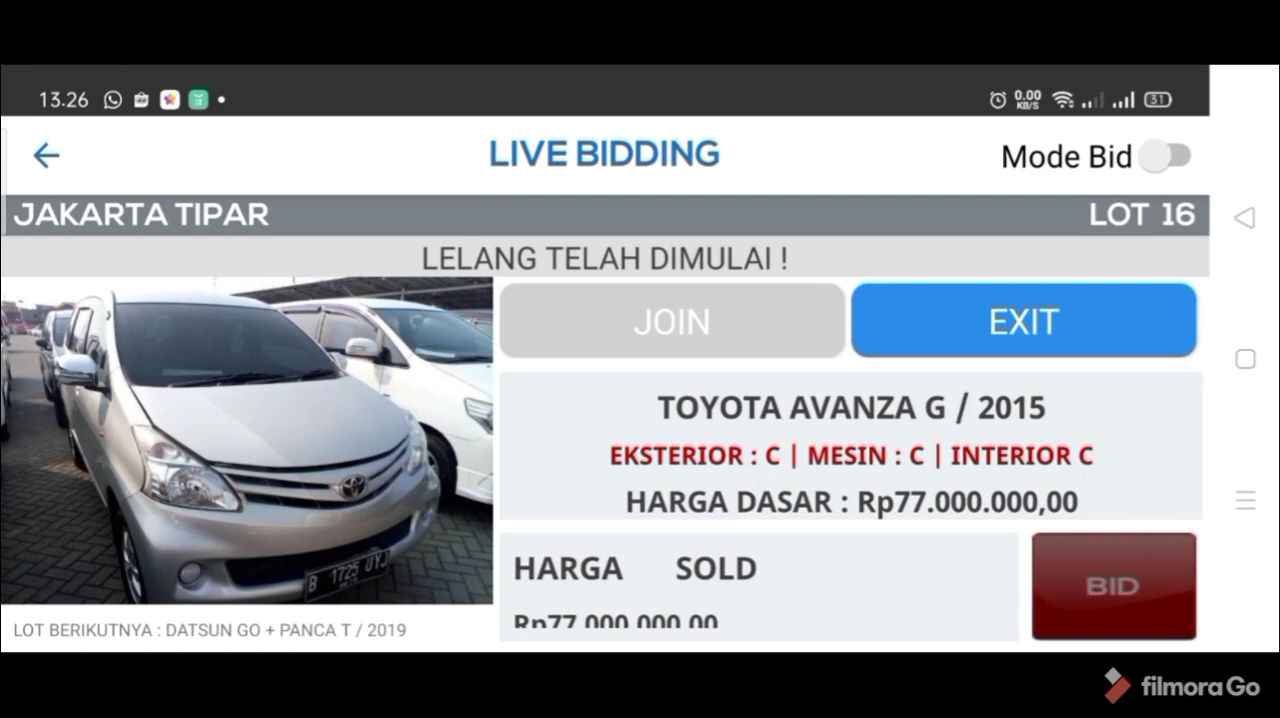 13.26
0.00
KB/S
31
LIVE BIDDING
Mode Bid
JAKARTA TIPAR
LOT 16
LELANG TELAH DIMULAI !
JOIN
EXIT
TOYOTA AVANZA G / 2015
EKSTERIOR : C | MESIN : C | INTERIOR C
HARGA DASAR : Rp77.000.000,00
HARGA SOLD
Rp77.000.000,00
BID
B 1725 UYJ
LOT BERIKUTNYA : DATSUN GO + PANCA T / 2019
filmoraGo